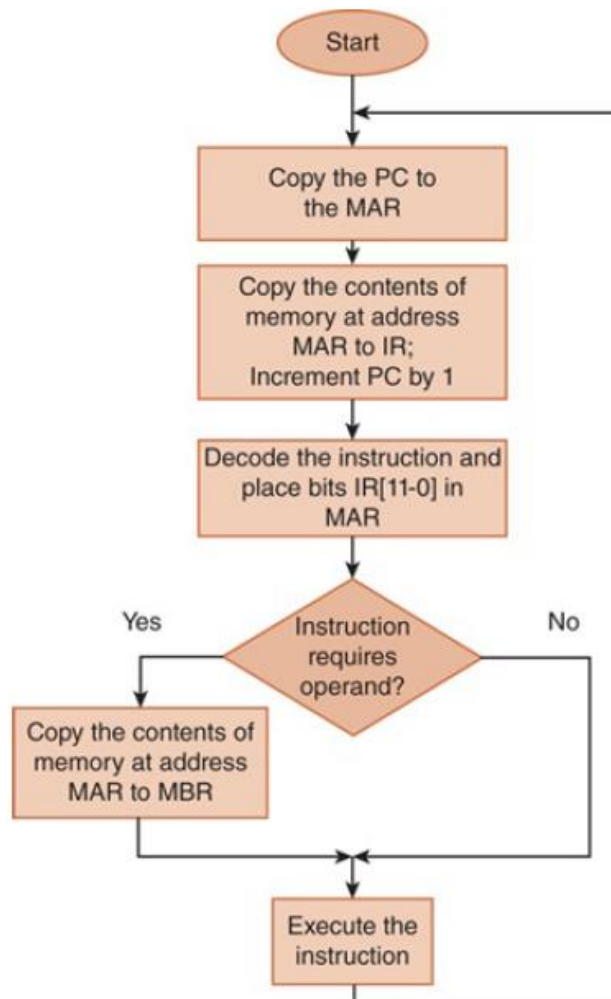 Start
Copy the PC to
the MAR
Copy the contents of
memory at address
MAR to IR;
Increment PC by 1
Decode the instruction and
place bits IR[11-0] in
MAR
Yes
No
Instruction
requires
operand?
Copy the contents of
memory at address
MAR to MBR
Execute the
instruction